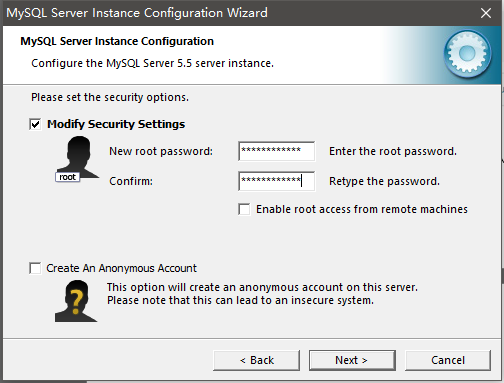 MySQL Server Instance Configuration Wizard
MySQL Server Instance Configuration
Configure the MySQL Server 5.5 server instance.
Please set the security options.
Modify Security Settings
New root password: ************ Enter the root password.
root
Confirm: ************ Retype the password.
Enable root access from remote machines
Create An Anonymous Account
?
This option will create an anonymous account on this server.
Please note that this can lead to an insecure system.
< Back Next > Cancel